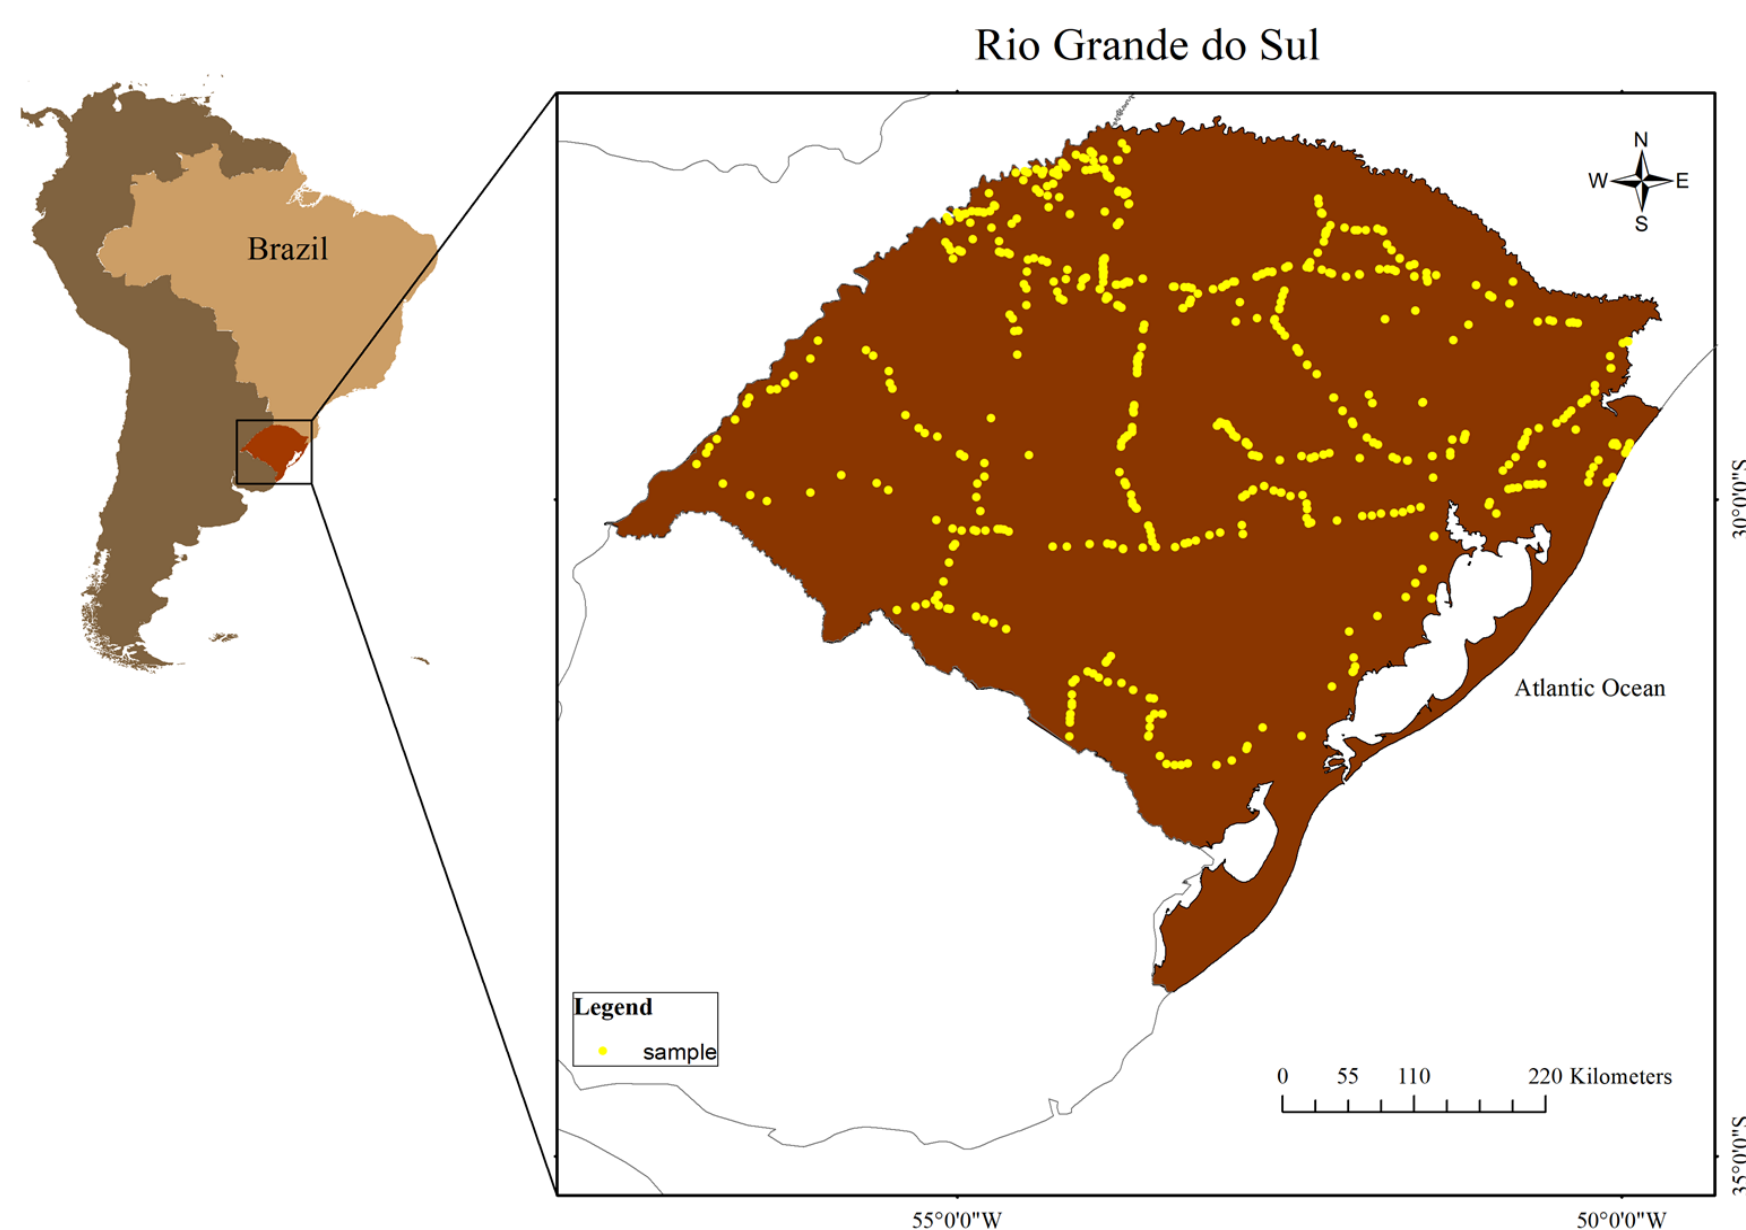 Rio Grande do Sul
Brazil
N
W E
S
30°0'0"S
Atlantic Ocean
Legend
sample
0 55 110 220 Kilometers
35°0'0"S
55°0'0"W 50°0'0"W